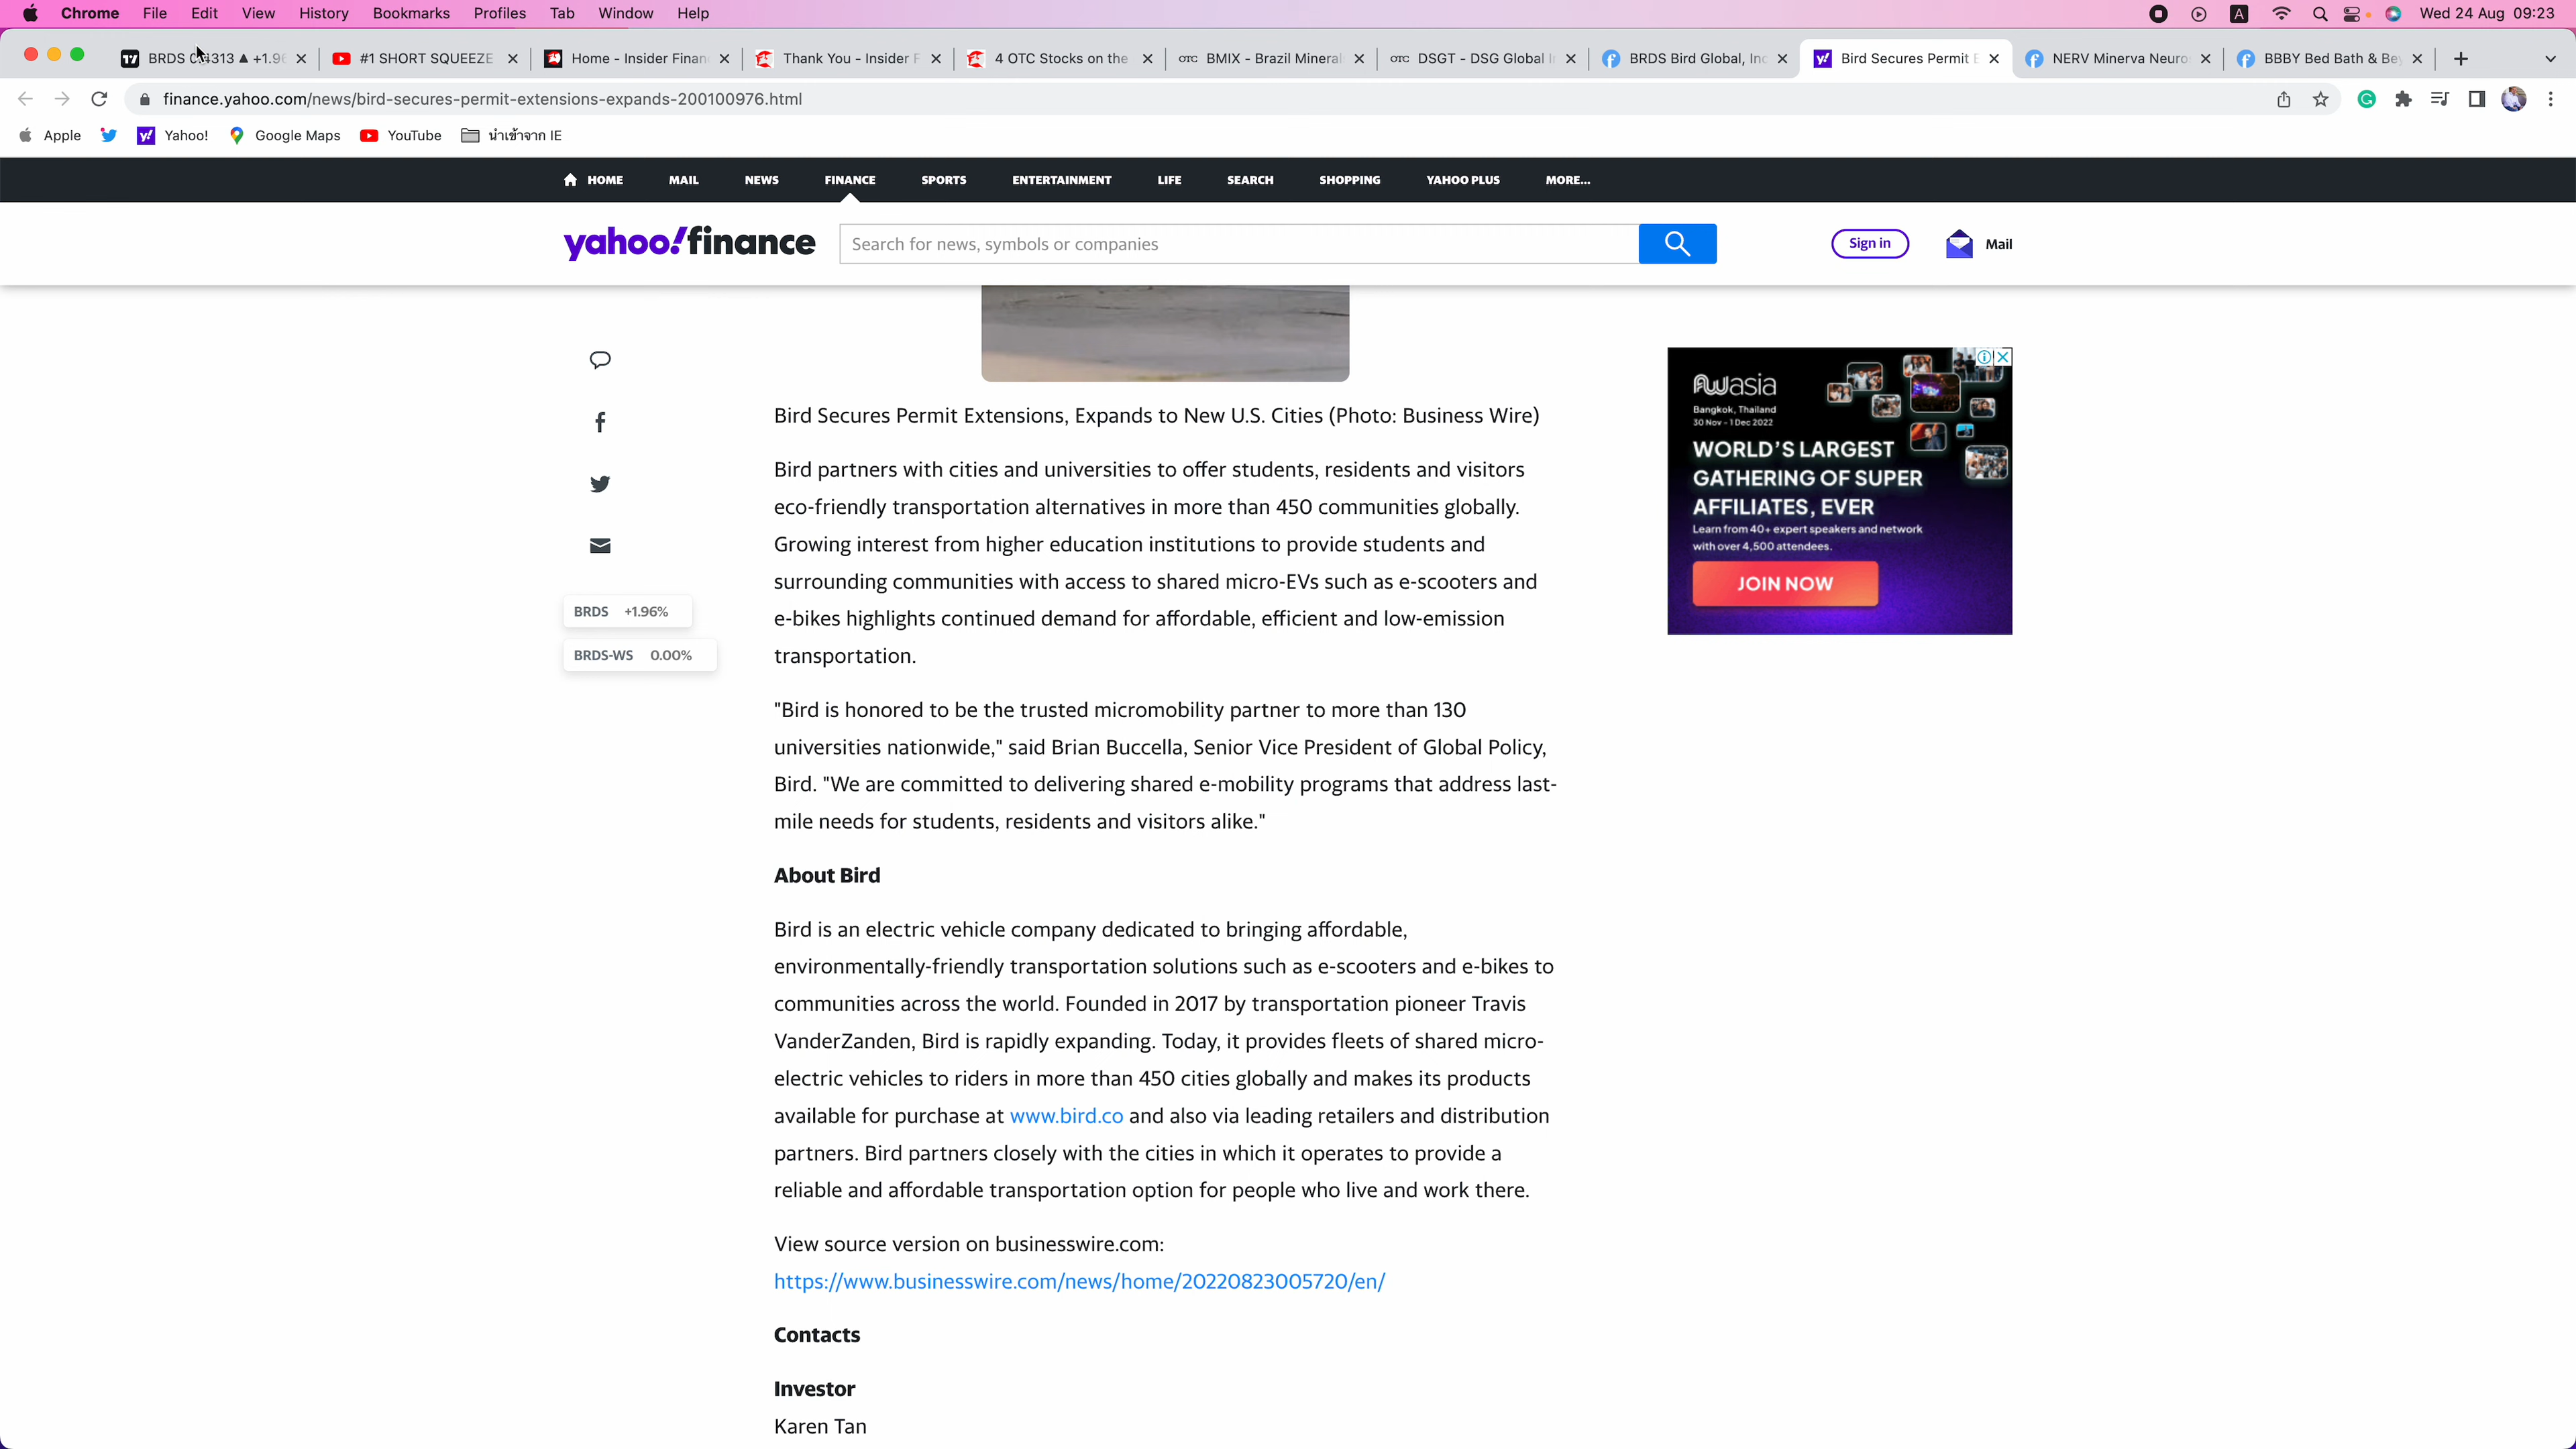 Chrome File Edit View History Bookmarks Profiles Tab Window Help A Wed 24 Aug 09:23
BRDS 313 ▲ +1.96 #1 SHORT SQUEEZE Home - Insider Finan Thank You - Insider F 4 OTC Stocks on the OTC BMIX - Brazil Mineral OTC DSGT - DSG Global I BRDS Bird Global, Inc Bird Secures Permit E NERV Minerva Neuro BBBY Bed Bath & Be
finance.yahoo.com/news/bird-secures-permit-extensions-expands-200100976.html
Apple Yahoo! Google Maps YouTube นำเข้าจาก IE
HOME MAIL NEWS FINANCE SPORTS ENTERTAINMENT LIFE SEARCH SHOPPING YAHOO PLUS MORE...
yahoo!finance Search for news, symbols or companies Sign in Mail
Bird Secures Permit Extensions, Expands to New U.S. Cities (Photo: Business Wire)
Bird partners with cities and universities to offer students, residents and visitors
eco-friendly transportation alternatives in more than 450 communities globally.
Growing interest from higher education institutions to provide students and
surrounding communities with access to shared micro-EVs such as e-scooters and
e-bikes highlights continued demand for affordable, efficient and low-emission
transportation.
"Bird is honored to be the trusted micromobility partner to more than 130
universities nationwide," said Brian Buccella, Senior Vice President of Global Policy,
Bird. "We are committed to delivering shared e-mobility programs that address last-
mile needs for students, residents and visitors alike."
About Bird
Bird is an electric vehicle company dedicated to bringing affordable,
environmentally-friendly transportation solutions such as e-scooters and e-bikes to
communities across the world. Founded in 2017 by transportation pioneer Travis
VanderZanden, Bird is rapidly expanding. Today, it provides fleets of shared micro-
electric vehicles to riders in more than 450 cities globally and makes its products
available for purchase at www.bird.co and also via leading retailers and distribution
partners. Bird partners closely with the cities in which it operates to provide a
reliable and affordable transportation option for people who live and work there.
View source version on businesswire.com:
https://www.businesswire.com/news/home/20220823005720/en/
Contacts
Investor
Karen Tan
BRDS +1.96%
BRDS-WS 0.00%
AWasia
Bangkok, Thailand
30 Nov - 1 Dec 2022
WORLD'S LARGEST
GATHERING OF SUPER
AFFILIATES, EVER
Learn from 40+ expert speakers and network
with over 4,500 attendees.
JOIN NOW